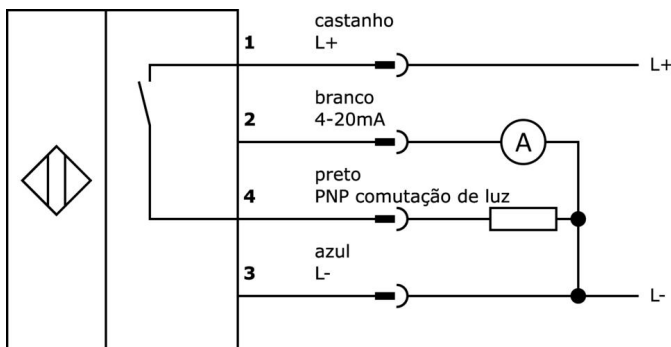 castanho
1 L+
L+
branco
2 4-20mA
A
preto
4 PNP comutação de luz
azul
3 L-
L-